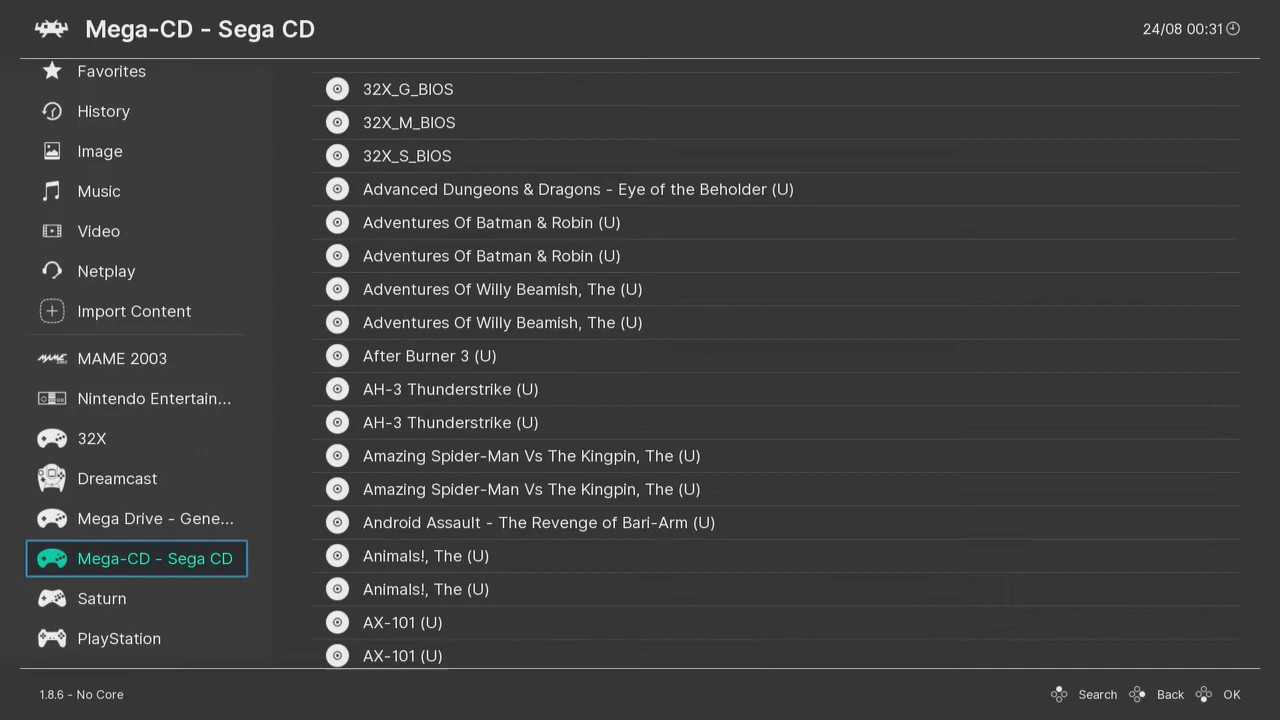 Mega-CD - Sega CD
24/08 00:31
Favorites
History
Image
Music
Video
Netplay
Import Content
MAME 2003
Nintendo Entertain...
32X
Dreamcast
Mega Drive - Gene...
Mega-CD - Sega CD
Saturn
PlayStation
32X_G_BIOS
32X_M_BIOS
32X_S_BIOS
Advanced Dungeons & Dragons - Eye of the Beholder (U)
Adventures Of Batman & Robin (U)
Adventures Of Batman & Robin (U)
Adventures Of Willy Beamish, The (U)
Adventures Of Willy Beamish, The (U)
After Burner 3 (U)
AH-3 Thunderstrike (U)
AH-3 Thunderstrike (U)
Amazing Spider-Man Vs The Kingpin, The (U)
Amazing Spider-Man Vs The Kingpin, The (U)
Android Assault - The Revenge of Bari-Arm (U)
Animals!, The (U)
Animals!, The (U)
AX-101 (U)
AX-101 (U)
1.8.6 - No Core
Search Back OK